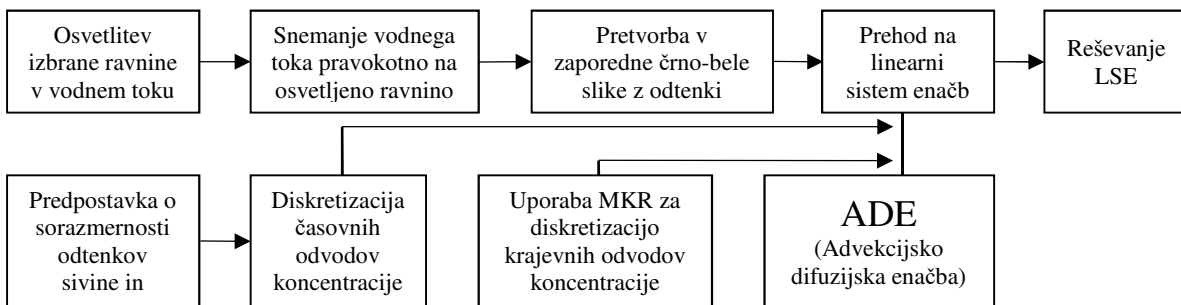 Osvetlitev
izbrane ravnine
v vodnem toku
Snemanje vodnega
toka pravokotno na
osvetljeno ravnino
Pretvorba v
zaporedne črno-bele
slike z odtenki
Prehod na
linearni
sistem enačb
Reševanje
LSE
Predpostavka o
sorazmernosti
odtenkov
sivine in
Diskretizacija
časovnih
odvodov
koncentracije
Uporaba MKR za
diskretizacijo
krajevnih odvodov
koncentracije
ADE
(Advekcijsko
difuzijska enačba)